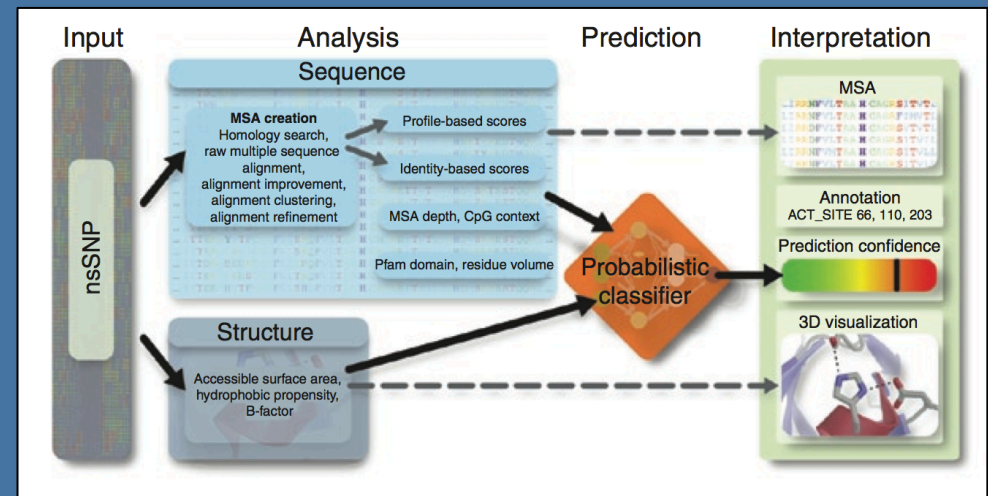 Input
Analysis
Prediction
Interpretation
nsSNP
Sequence
MSA creation
Homology search,
raw multiple sequence
alignment,
alignment improvement,
alignment clustering,
alignment refinement
Profile-based scores
Identity-based scores
MSA depth, CpG context
Pfam domain, residue volume
Structure
Accessible surface area,
hydrophobic propensity,
B-factor
Probabilistic
classifier
MSA
Annotation
ACT_SITE 66, 110, 203
Prediction confidence
3D visualization